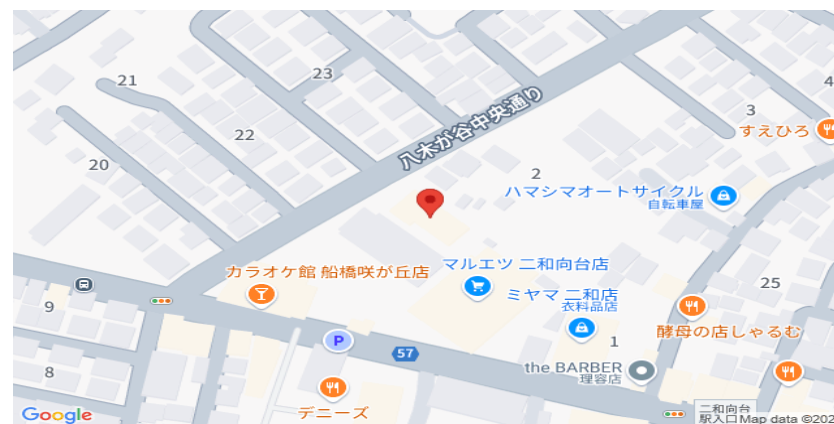 21
23
4
3
すえひろ
22
八木が谷中央通り
20
2
ハマシマオートサイクル
自転車屋
カラオケ館 船橋咲が丘店
マルエツ 二和向台店
25
ミヤマ 二和店
衣料品店
9
酵母の店しゃるむ
P
1
57
the BARBER
理容店
8
デニーズ
二和向台
駅入口
Google
Map data ©202